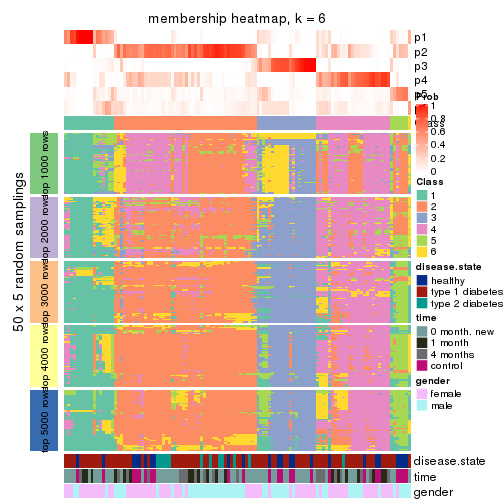 membership heatmap, k = 6
p1
p2
p3
p4
p5
Prob
1
0.8
0.6
0.4
0.2
0
Class
1
2
3
4
5
6
disease.state
healthy
type 1 diabetes
type 2 diabetes
time
0 month. new
1 month
4 months
control
gender
female
male
50 x 5 random samplings
top 1000 rows
top 2000 rows
top 3000 rows
top 4000 rows
top 5000 rows
disease.state
time
gender